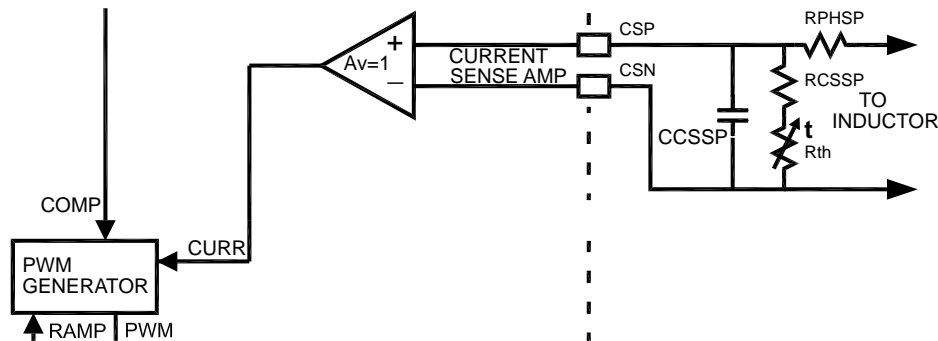 CSP
RPHSP
+
Av=1
−
CURRENT
SENSE AMP
CSN
RCSSP
TO
INDUCTOR
CCSSP
t
Rth
COMP
CURR
PWM
GENERATOR
RAMP
PWM